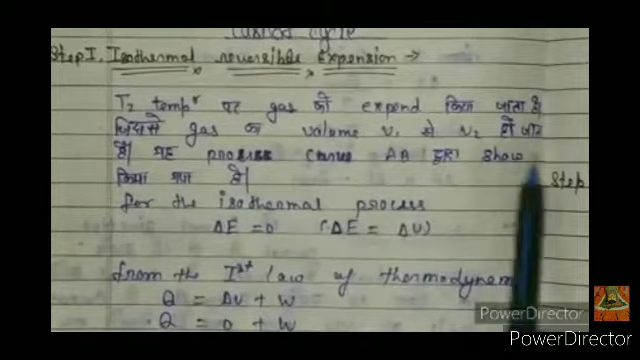 Carnot Cycle
Step I. Isothermal reversible Expension →
T₂ tempʳ पर gas को expend किया जाता है
जिससे gas का volume V₁ से V₂ हो जाता
है। यह process curve AB द्वारा show
किया गया है।
Step
for the isothermal process
ΔE = 0 (ΔE = ΔU)
from the Iˢᵗ law of thermodynam
Q = ΔU + W
Q = 0 + W
PowerDirector
PowerDirector